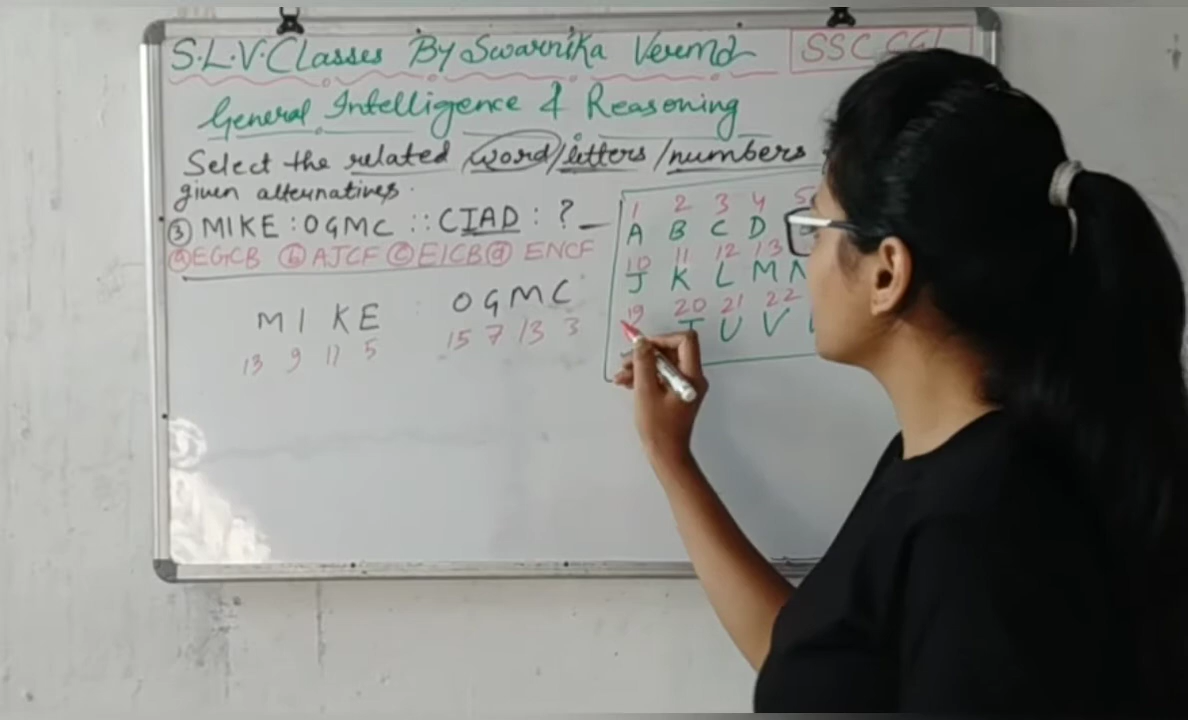 S.L.V. Classes By Swarnika Verma SSC CGL
General Intelligence & Reasoning
Select the related word/letters/numbers
given alternatives.
③ MIKE : OGMC :: CIAD : ?
ⓐ EGCB ⓑ AJCF ⓒ EICB ⓓ ENCF
M I K E : O G M C
13 9 11 5 15 7 13 3
1 2 3 4 5
A B C D
10 11 12 13
J K L M N
19 20 21 22
T U V